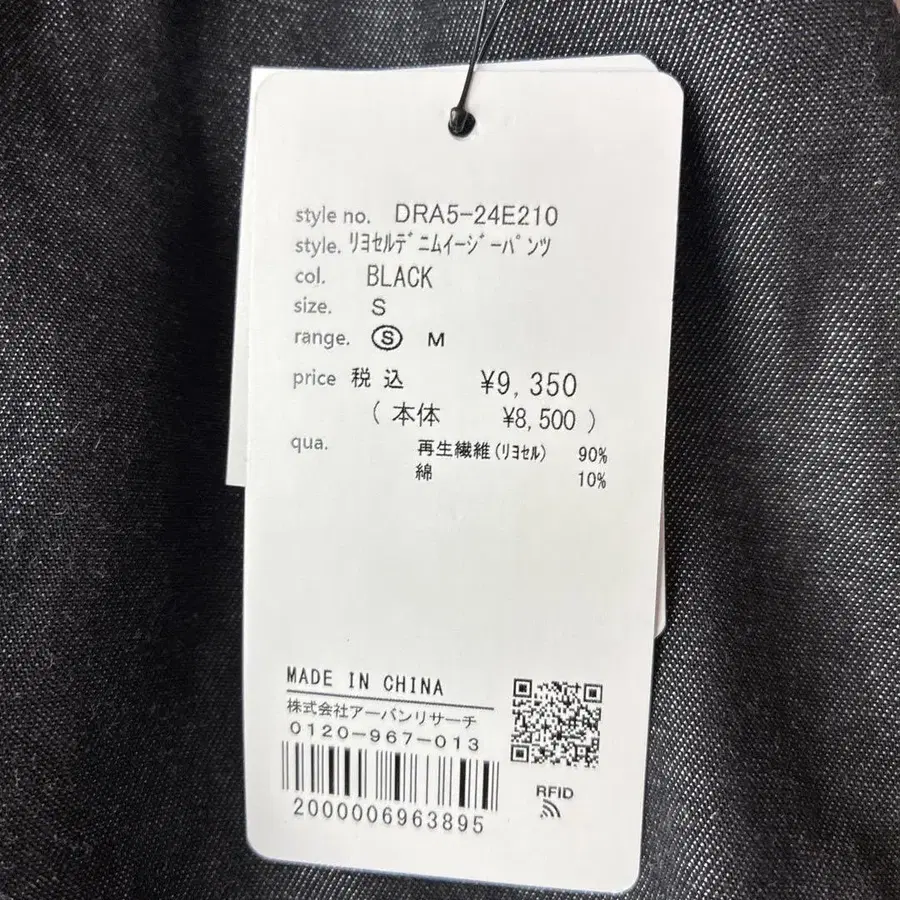 style no. DRA5-24E210
style. ﾘﾖｾﾙﾃﾞﾆﾑｲｰｼﾞｰﾊﾟﾝﾂ
col. BLACK
size. S
range. Ⓢ M
price 税 込 ¥9,350
( 本体 ¥8,500 )
qua. 再生繊維(ﾘﾖｾﾙ) 90%
綿 10%
MADE IN CHINA
株式会社アーバンリサーチ
0120-967-013
2000006963895
RFID